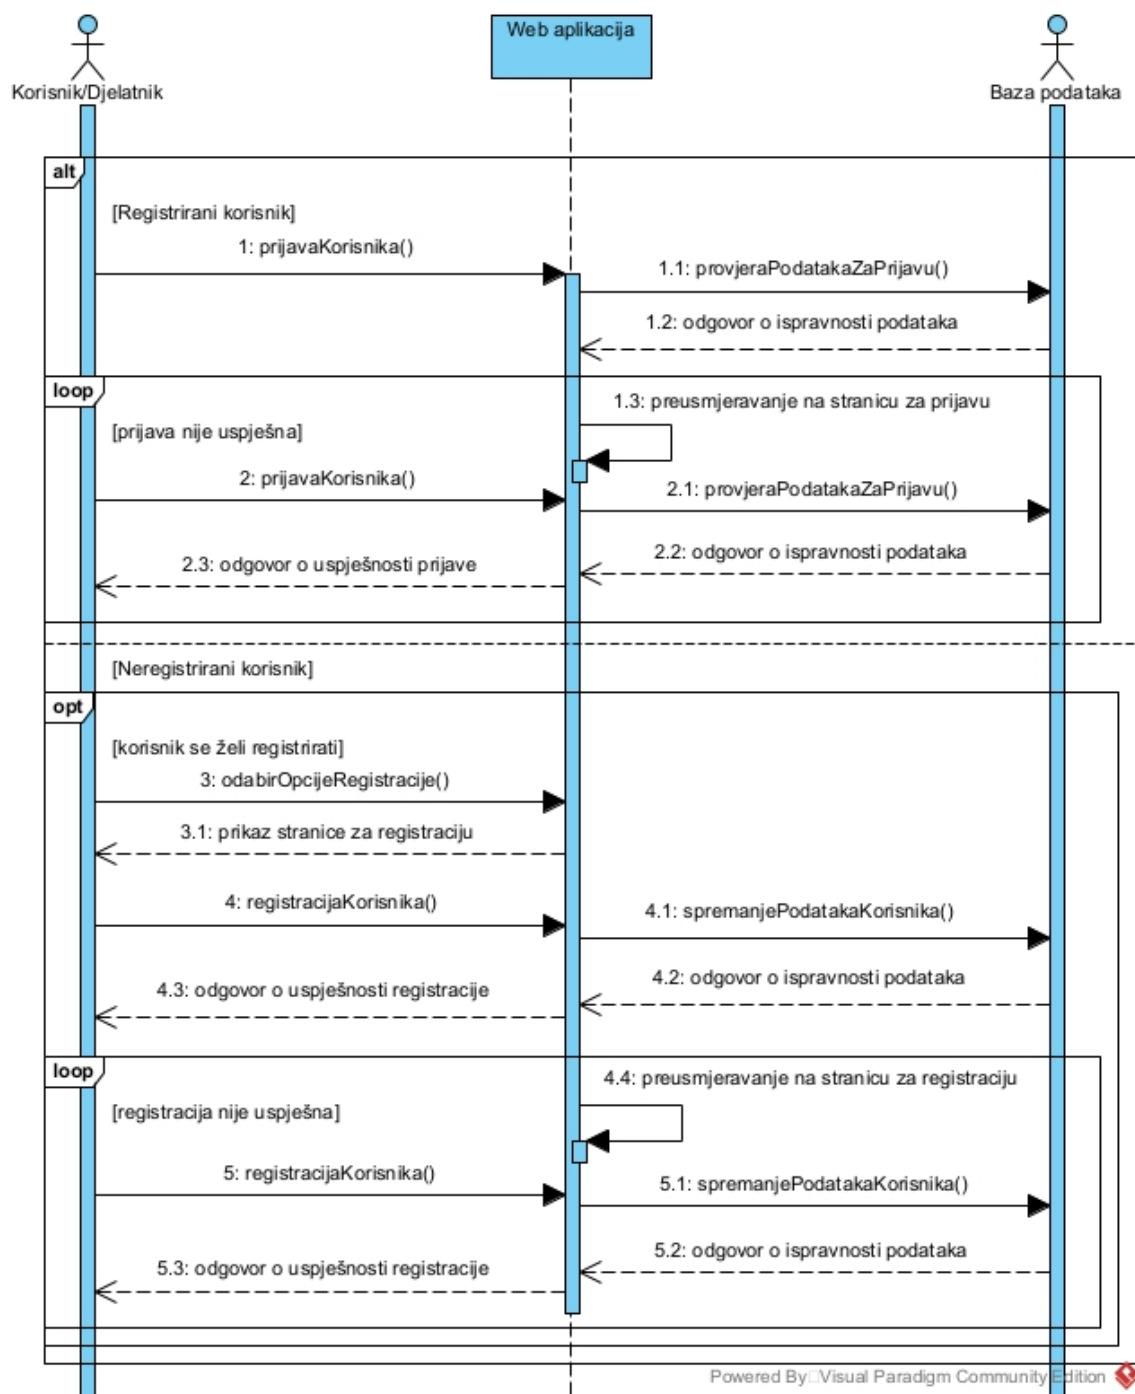 Web aplikacija
Korisnik/Djelatnik
Baza podataka
alt
[Registrirani korisnik]
1: prijavaKorisnika()
1.1: provjeraPodatakaZaPrijavu()
1.2: odgovor o ispravnosti podataka
loop
1.3: preusmjeravanje na stranicu za prijavu
[prijava nije uspješna]
2: prijavaKorisnika()
2.1: provjeraPodatakaZaPrijavu()
2.2: odgovor o ispravnosti podataka
2.3: odgovor o uspješnosti prijave
[Neregistrirani korisnik]
opt
[korisnik se želi registrirati]
3: odabirOpcijeRegistracije()
3.1: prikaz stranice za registraciju
4: registracijaKorisnika()
4.1: spremanjePodatakaKorisnika()
4.2: odgovor o ispravnosti podataka
4.3: odgovor o uspješnosti registracije
loop
4.4: preusmjeravanje na stranicu za registraciju
[registracija nije uspješna]
5: registracijaKorisnika()
5.1: spremanjePodatakaKorisnika()
5.2: odgovor o ispravnosti podataka
5.3: odgovor o uspješnosti registracije
Powered By Visual Paradigm Community Edition